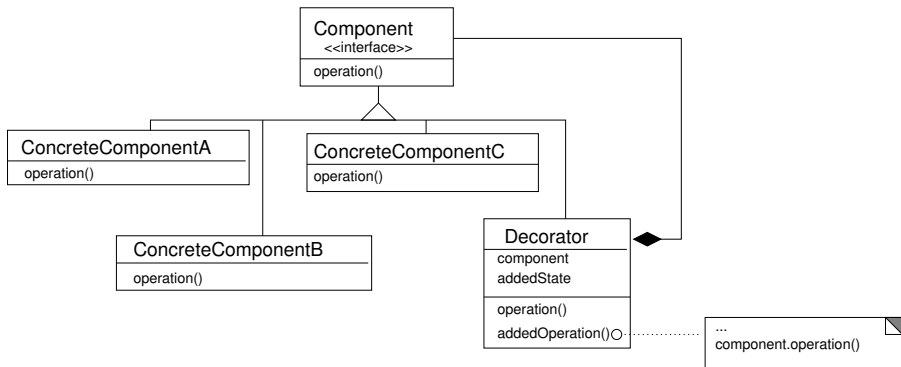 Component
<<interface>>
operation()
ConcreteComponentA
operation()
ConcreteComponentC
operation()
ConcreteComponentB
operation()
Decorator
component
addedState
operation()
addedOperation()
...
component.operation()